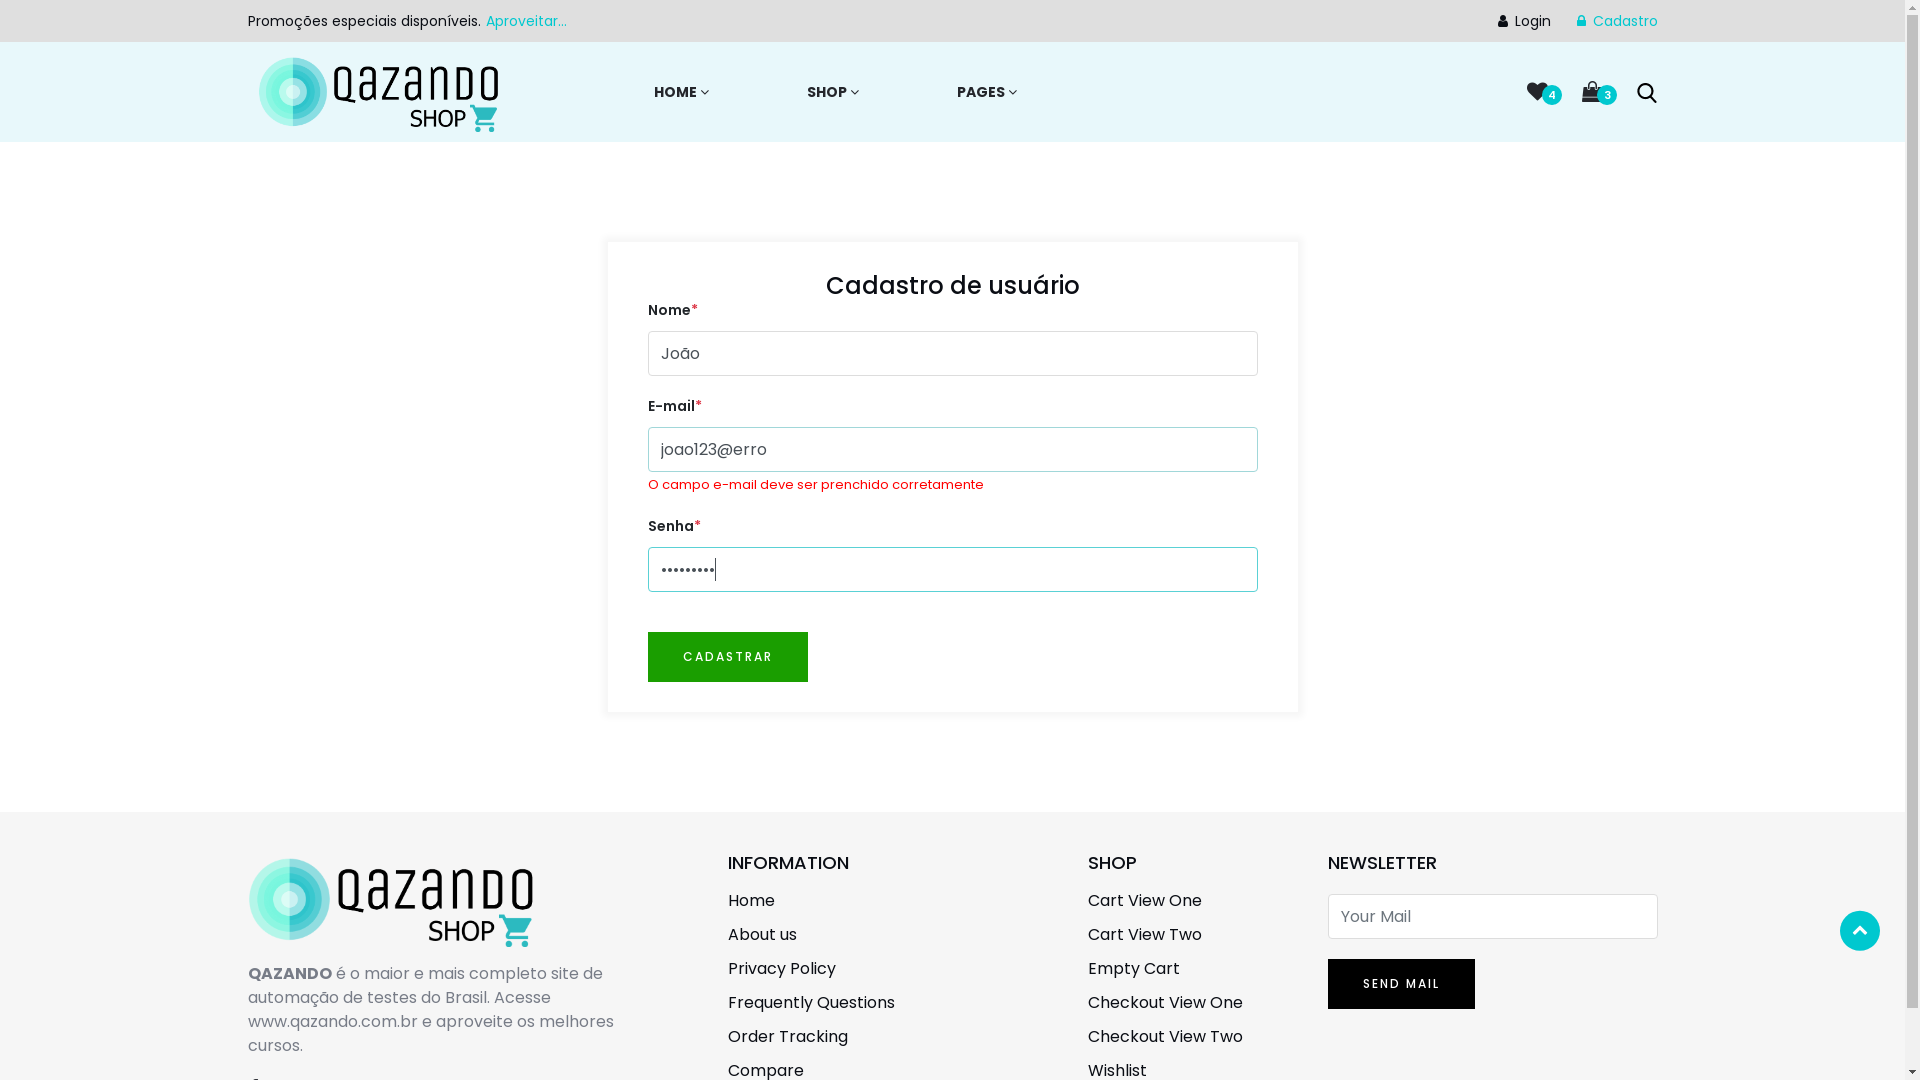 Promoções especiais disponíveis. Aproveitar...
Login
Cadastro
Qazando
SHOP
HOME
SHOP
PAGES
4
3
Cadastro de usuário
Nome*
João
E-mail*
joao123@erro
O campo e-mail deve ser prenchido corretamente
Senha*
•••••••••
CADASTRAR
Qazando
SHOP
QAZANDO é o maior e mais completo site de
automação de testes do Brasil. Acesse
www.qazando.com.br e aproveite os melhores
cursos.
INFORMATION
Home
About us
Privacy Policy
Frequently Questions
Order Tracking
Compare
SHOP
Cart View One
Cart View Two
Empty Cart
Checkout View One
Checkout View Two
Wishlist
NEWSLETTER
Your Mail
SEND MAIL